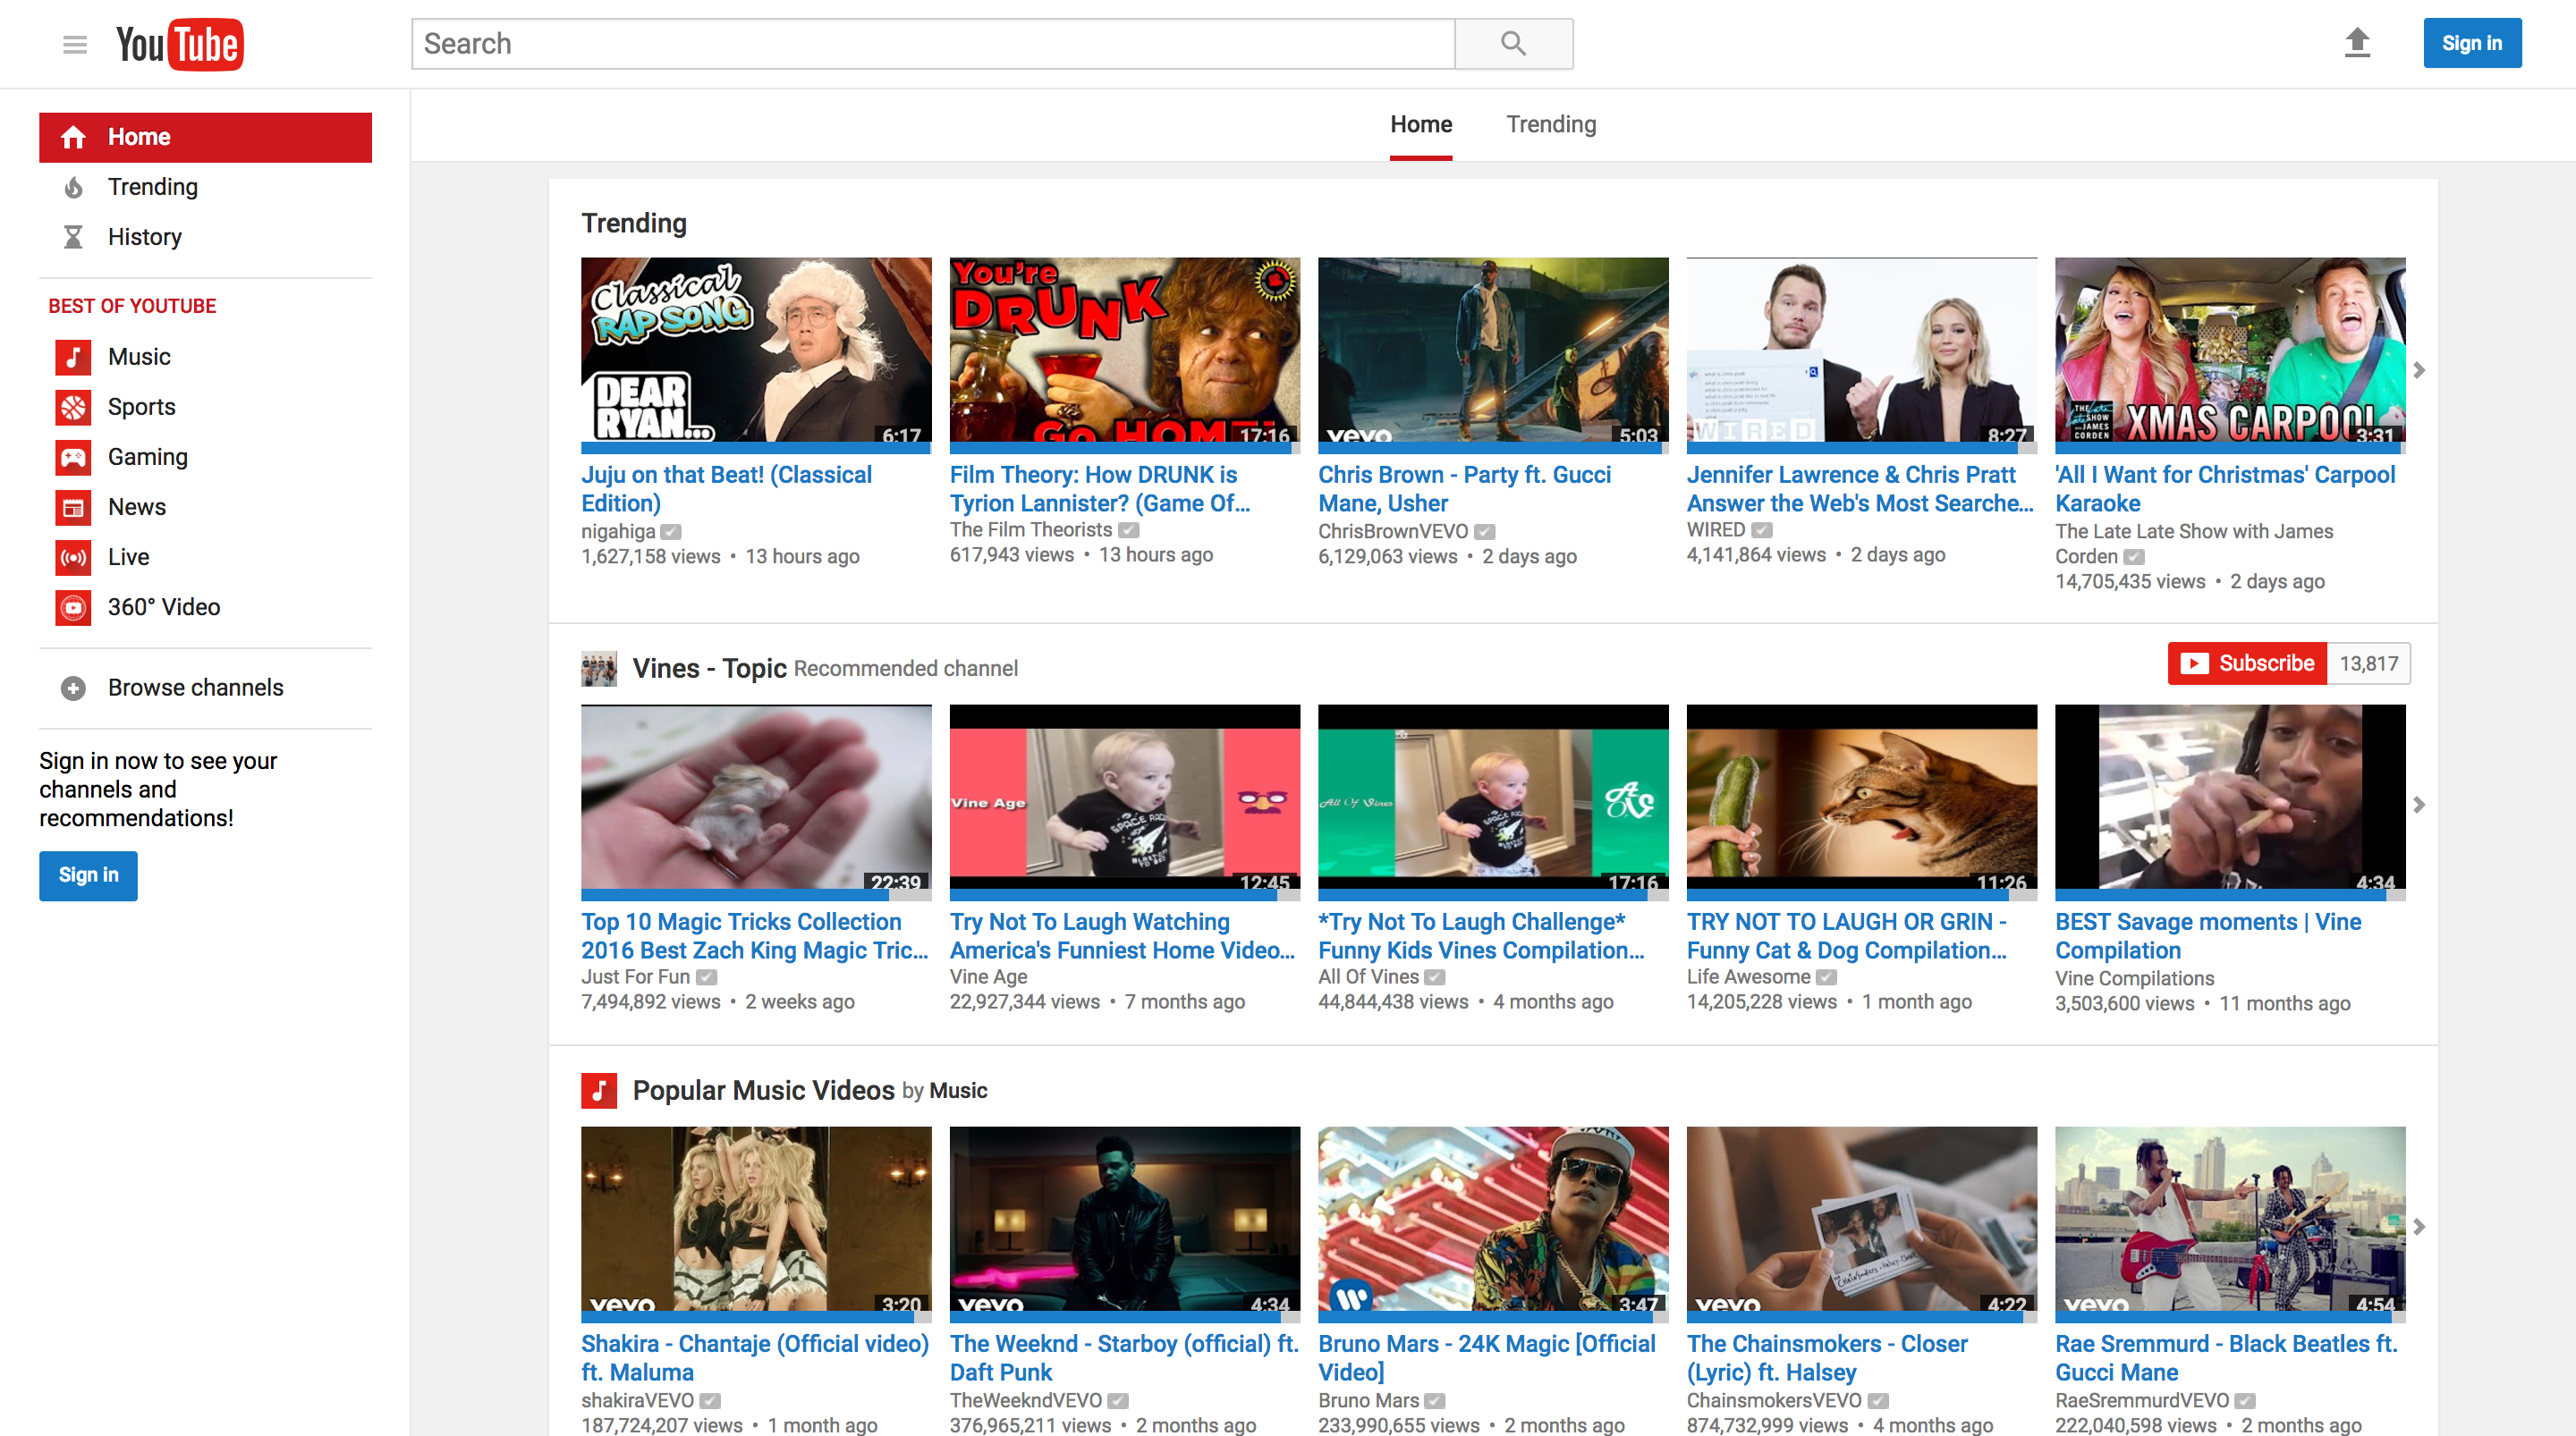 YouTube
Search
Sign in
Home
Trending
History
BEST OF YOUTUBE
Music
Sports
Gaming
News
Live
360° Video
Browse channels
Sign in now to see your
channels and
recommendations!
Sign in
Home Trending
Trending
Classical
RAP SONG
DEAR
RYAN...
6:17
Juju on that Beat! (Classical
Edition)
nigahiga
1,627,158 views • 13 hours ago
You're
DRUNK
GO HOME!
17:16
Film Theory: How DRUNK is
Tyrion Lannister? (Game Of...
The Film Theorists
617,943 views • 13 hours ago
vevo
5:03
Chris Brown - Party ft. Gucci
Mane, Usher
ChrisBrownVEVO
6,129,063 views • 2 days ago
WIRED
8:27
Jennifer Lawrence & Chris Pratt
Answer the Web's Most Searche...
WIRED
4,141,864 views • 2 days ago
THE Late
LATE SHOW
JAMES
CORDEN
XMAS CARPOOL
3:31
'All I Want for Christmas' Carpool
Karaoke
The Late Late Show with James
Corden
14,705,435 views • 2 days ago
Vines - Topic Recommended channel
Subscribe 13,817
22:39
Top 10 Magic Tricks Collection
2016 Best Zach King Magic Tric...
Just For Fun
7,494,892 views • 2 weeks ago
Vine Age
SPACE RACER
BLAST OFF
TO BED
12:45
Try Not To Laugh Watching
America's Funniest Home Video...
Vine Age
22,927,344 views • 7 months ago
All Of Vines
AOV
17:16
*Try Not To Laugh Challenge*
Funny Kids Vines Compilation...
All Of Vines
44,844,438 views • 4 months ago
11:26
TRY NOT TO LAUGH OR GRIN -
Funny Cat & Dog Compilation...
Life Awesome
14,205,228 views • 1 month ago
4:34
BEST Savage moments | Vine
Compilation
Vine Compilations
3,503,600 views • 11 months ago
Popular Music Videos by Music
vevo
3:20
Shakira - Chantaje (Official video)
ft. Maluma
shakiraVEVO
187,724,207 views • 1 month ago
vevo
4:34
The Weeknd - Starboy (official) ft.
Daft Punk
TheWeekndVEVO
376,965,211 views • 2 months ago
3:47
Bruno Mars - 24K Magic [Official
Video]
Bruno Mars
233,990,655 views • 2 months ago
vevo
4:22
The Chainsmokers - Closer
(Lyric) ft. Halsey
ChainsmokersVEVO
874,732,999 views • 4 months ago
vevo
4:54
Rae Sremmurd - Black Beatles ft.
Gucci Mane
RaeSremmurdVEVO
222,040,598 views • 2 months ago